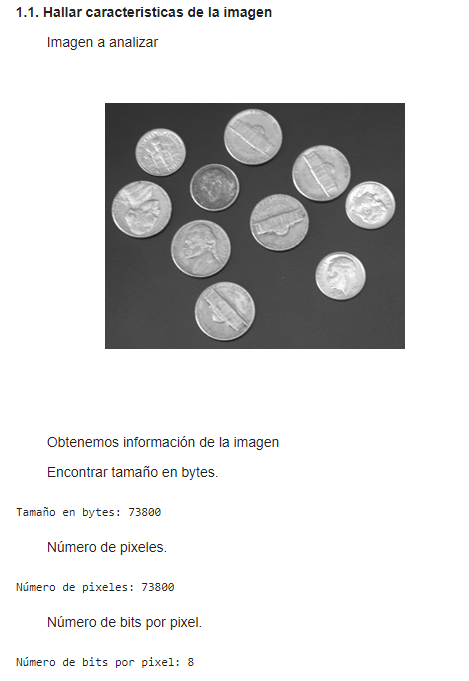 1.1. Hallar caracteristicas de la imagen
Imagen a analizar
Obtenemos información de la imagen
Encontrar tamaño en bytes.
Tamaño en bytes: 73800
Número de pixeles.
Número de pixeles: 73800
Número de bits por pixel.
Número de bits por pixel: 8